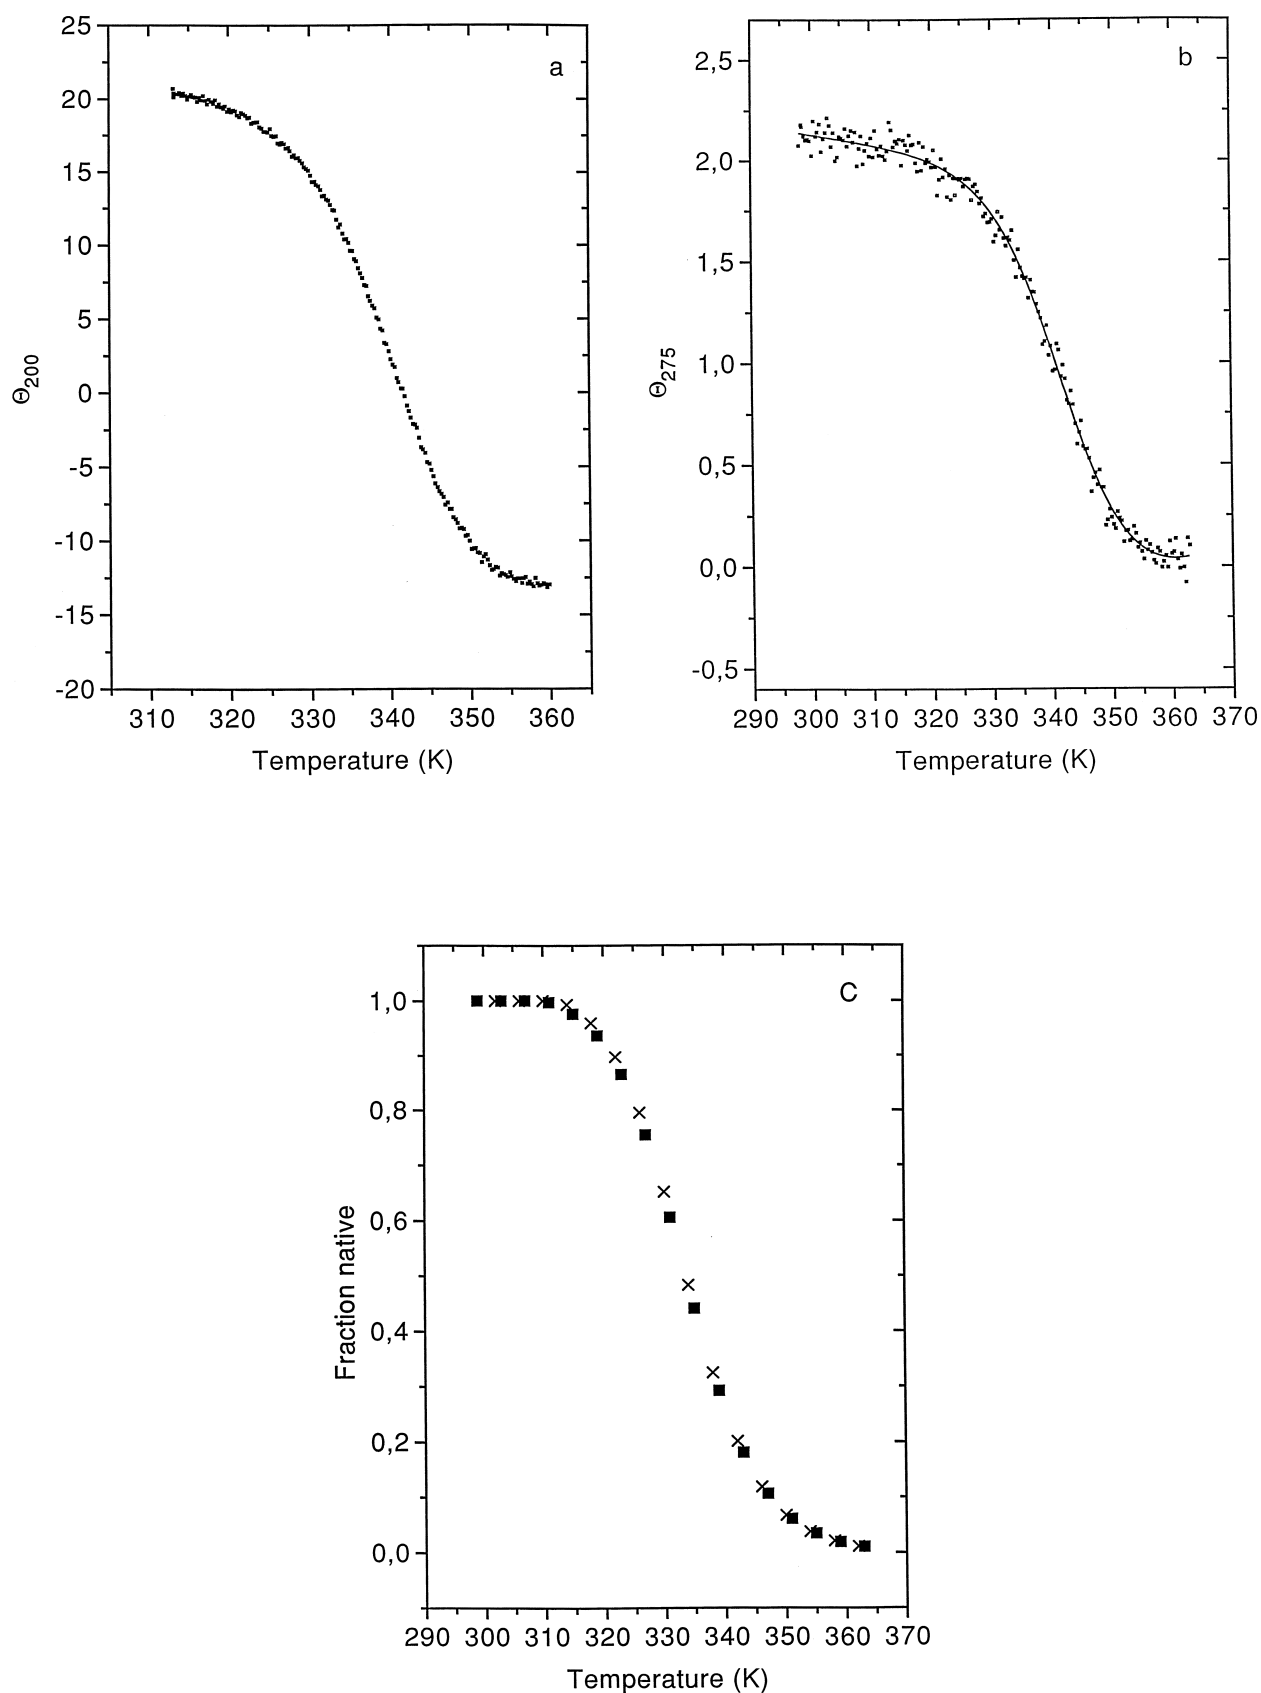 a
25
20
15
10
5
0
-5
-10
-15
-20
Θ200
310 320 330 340 350 360
Temperature (K)
b
2,5
2,0
1,5
1,0
0,5
0,0
-0,5
Θ275
290 300 310 320 330 340 350 360 370
Temperature (K)
C
1,0
0,8
0,6
0,4
0,2
0,0
Fraction native
290 300 310 320 330 340 350 360 370
Temperature (K)